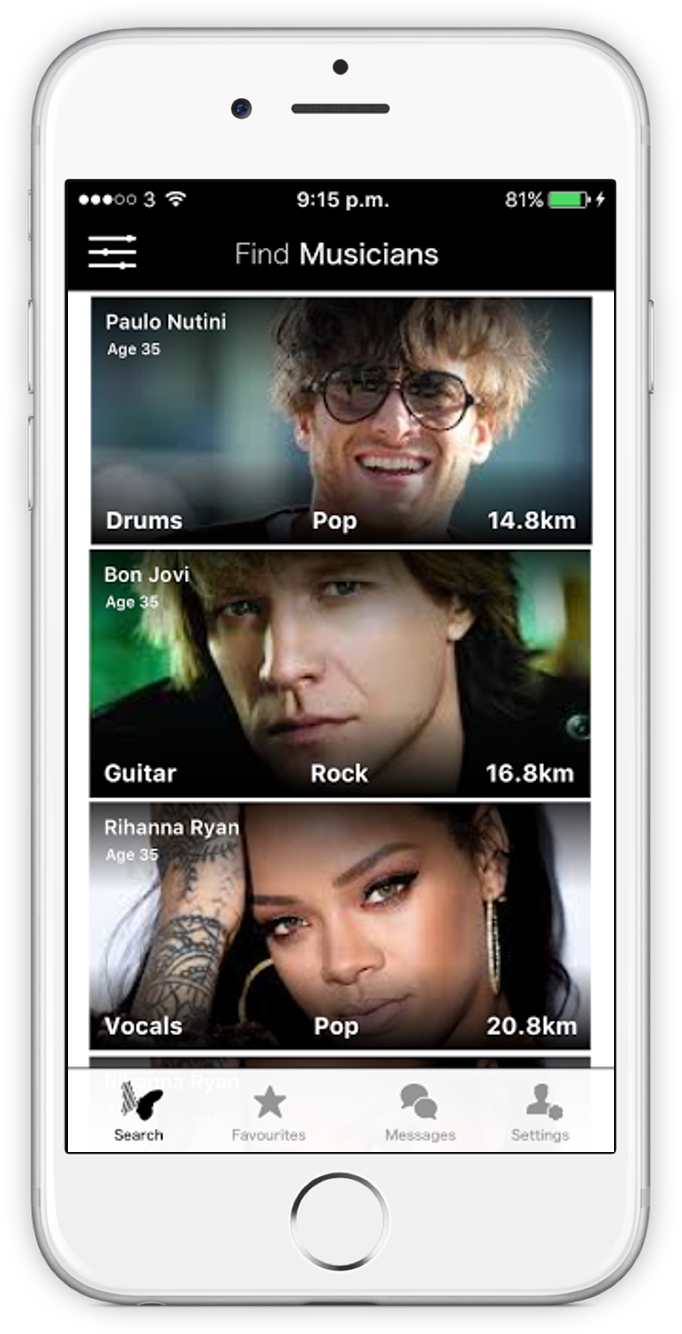 3 9:15 p.m. 81%
Find Musicians
Paulo Nutini
Age 35
Drums Pop 14.8km
Bon Jovi
Age 35
Guitar Rock 16.8km
Rihanna Ryan
Age 35
Vocals Pop 20.8km
Rihanna Ryan
Search Favourites Messages Settings